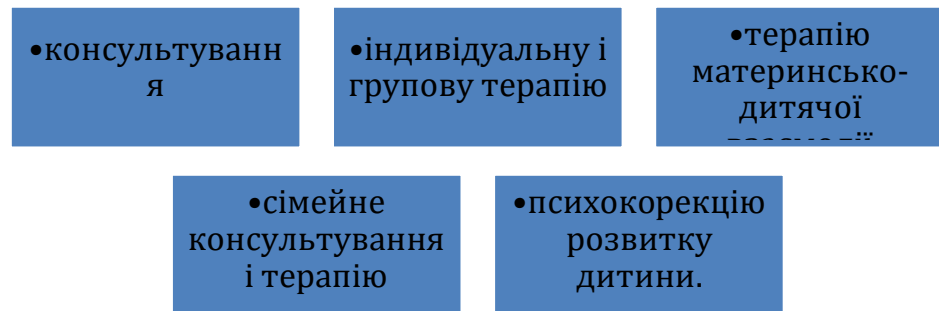 •консультуванн
я
•індивідуальну і
групову терапію
•терапію
материнсько-
дитячої
•сімейне
консультування
і терапію
•психокорекцію
розвитку
дитини.